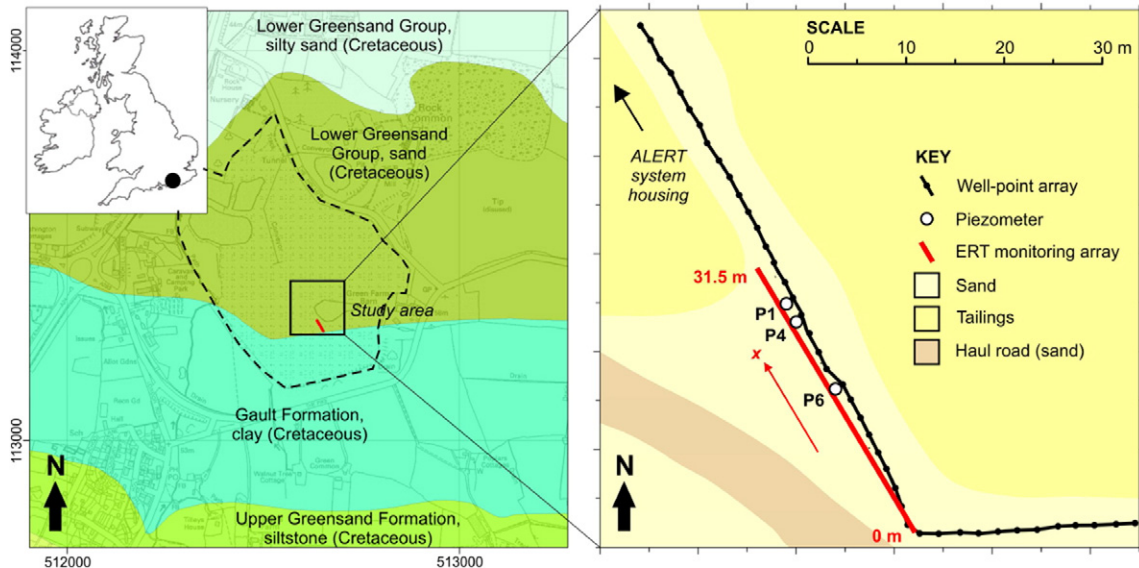 114000
113000
512000
513000
Lower Greensand Group,
silty sand (Cretaceous)
Rock
Common
Lower Greensand
Group, sand
(Cretaceous)
Study area
Gault Formation,
clay (Cretaceous)
N
Upper Greensand Formation,
siltstone (Cretaceous)
SCALE
0 10 20 30 m
ALERT
system
housing
KEY
Well-point array
Piezometer
ERT monitoring array
Sand
Tailings
Haul road (sand)
31.5 m
P1
P4
x
P6
N
0 m